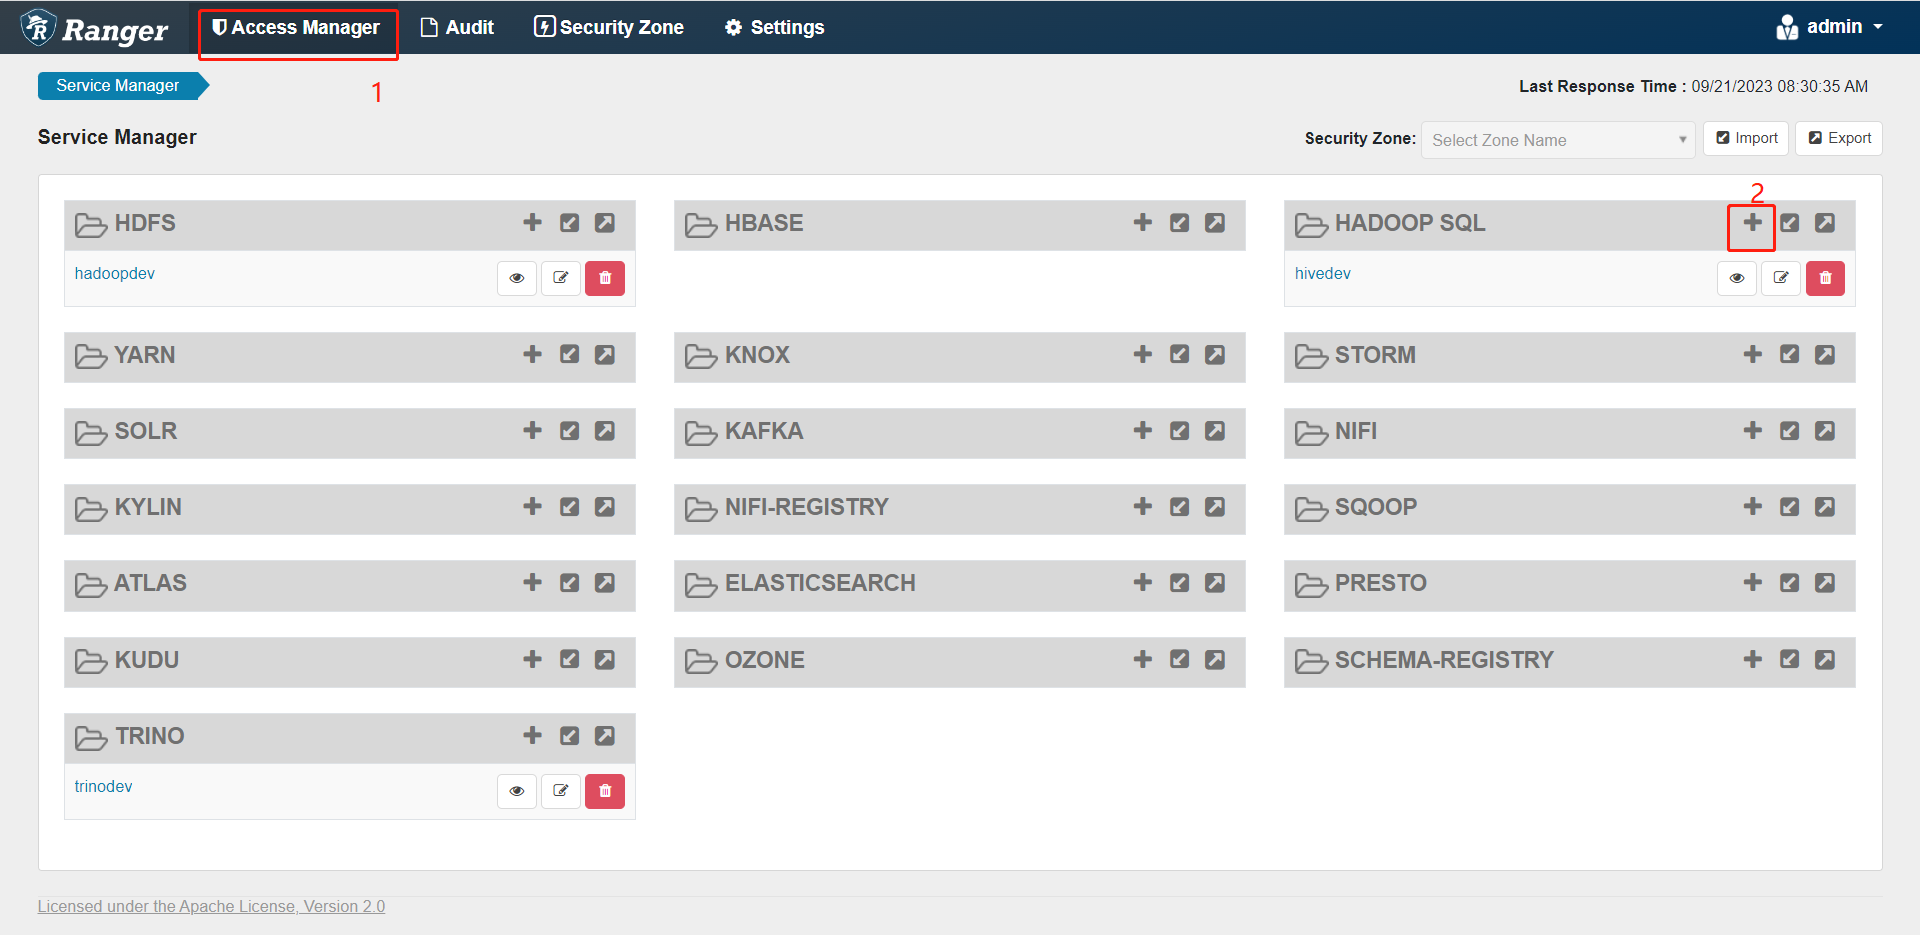 Ranger Access Manager Audit Security Zone Settings admin
1
Service Manager Last Response Time : 09/21/2023 08:30:35 AM
Service Manager Security Zone: Select Zone Name Import Export
2
HDFS HBASE HADOOP SQL
hadoopdev hivedev
YARN KNOX STORM
SOLR KAFKA NIFI
KYLIN NIFI-REGISTRY SQOOP
ATLAS ELASTICSEARCH PRESTO
KUDU OZONE SCHEMA-REGISTRY
TRINO
trinodev
Licensed under the Apache License, Version 2.0